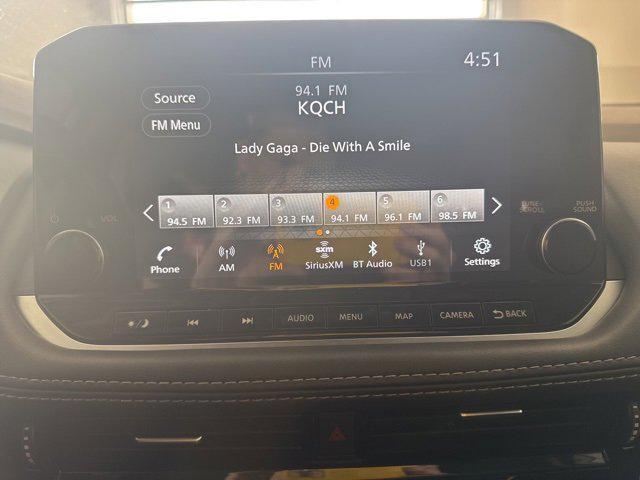 FM
4:51
94.1 FM
KQCH
Source
FM Menu
Lady Gaga - Die With A Smile
1
2
3
4
5
6
94.5 FM
92.3 FM
93.3 FM
94.1 FM
96.1 FM
98.5 FM
VOL
TUNE-
SCROLL
PUSH
SOUND
Phone
AM
FM
sxm
SiriusXM
BT Audio
USB1
Settings
AUDIO
MENU
MAP
CAMERA
BACK